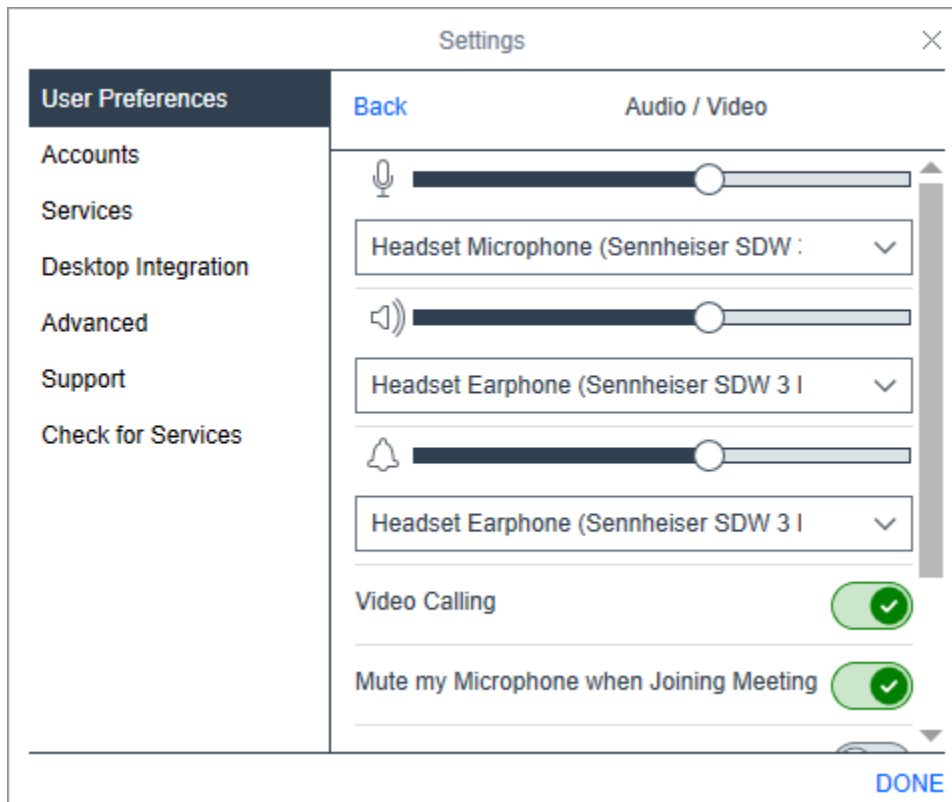 Settings
User Preferences
Accounts
Services
Desktop Integration
Advanced
Support
Check for Services
Back
Audio / Video
Headset Microphone (Sennheiser SDW
Headset Earphone (Sennheiser SDW 3
Headset Earphone (Sennheiser SDW 3
Video Calling
Mute my Microphone when Joining Meeting
DONE